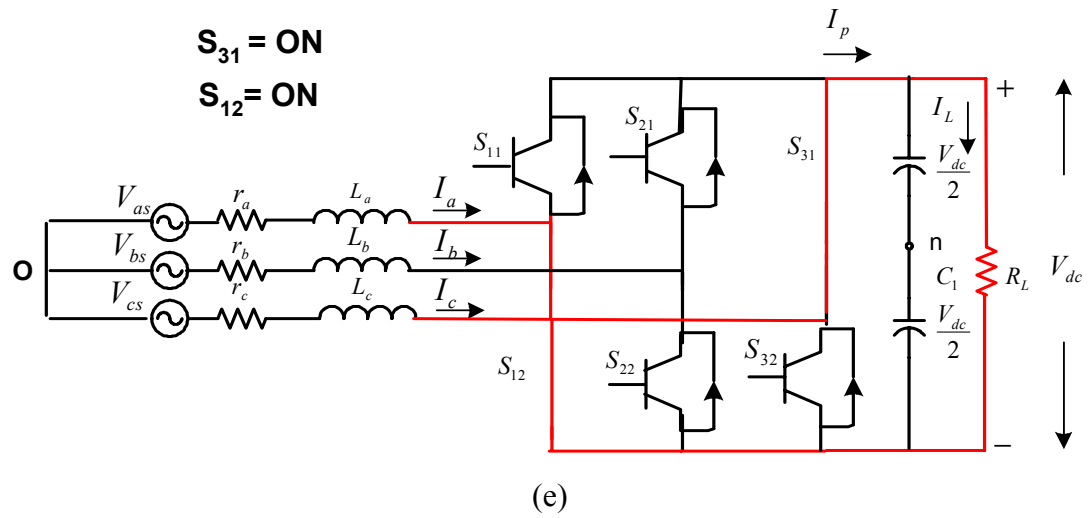 S31 = ON
S12= ON
Ip
S11
S21
S31
IL
+
Vdc
2
Vas
ra
La
Ia
Vbs
rb
Lb
Ib
n
O
Vcs
rc
Lc
Ic
C1
RL
Vdc
Vdc
2
S12
S22
S32
−
(e)